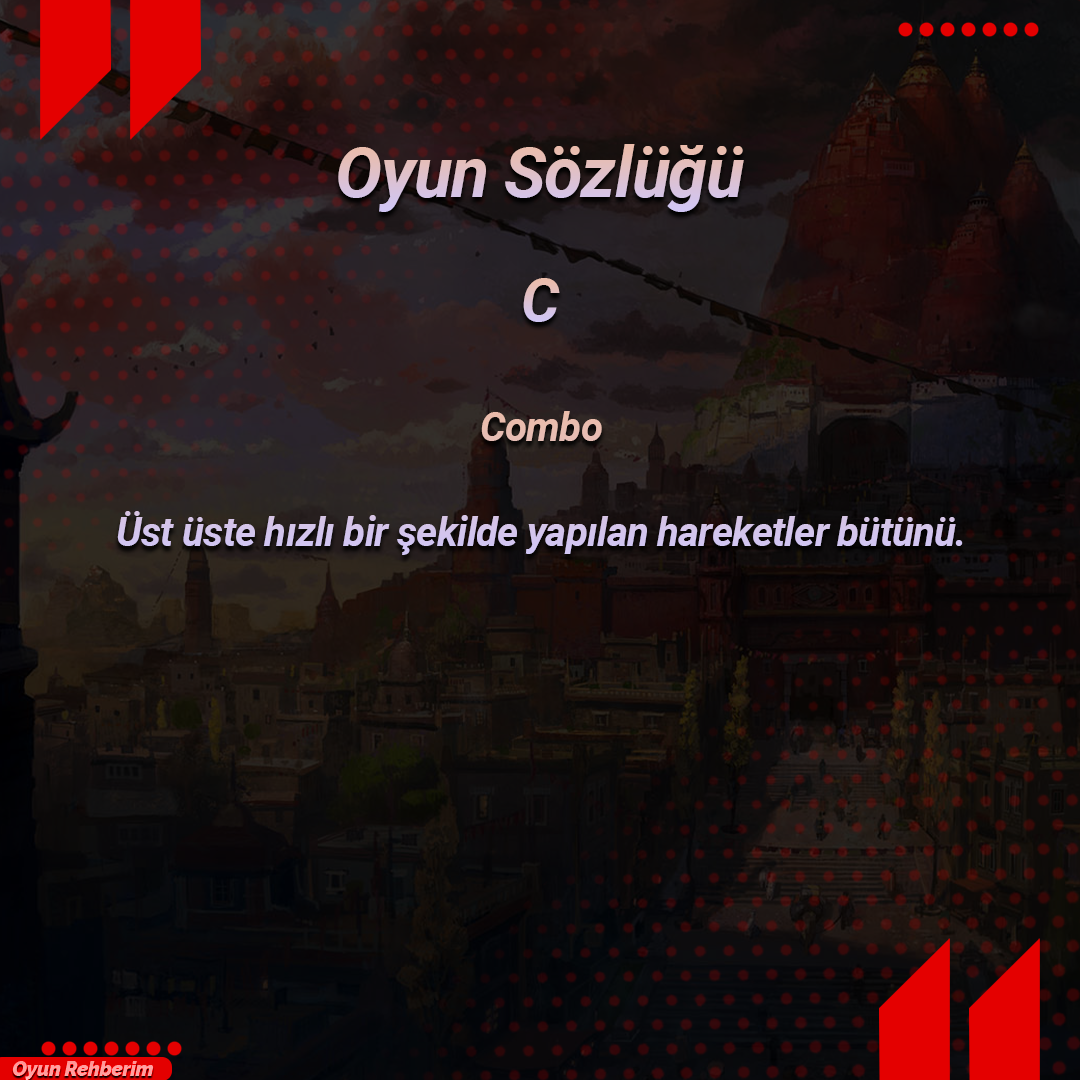 Oyun Sözlüğü
C
Combo
Üst üste hızlı bir şekilde yapılan hareketler bütünü.
Oyun Rehberim